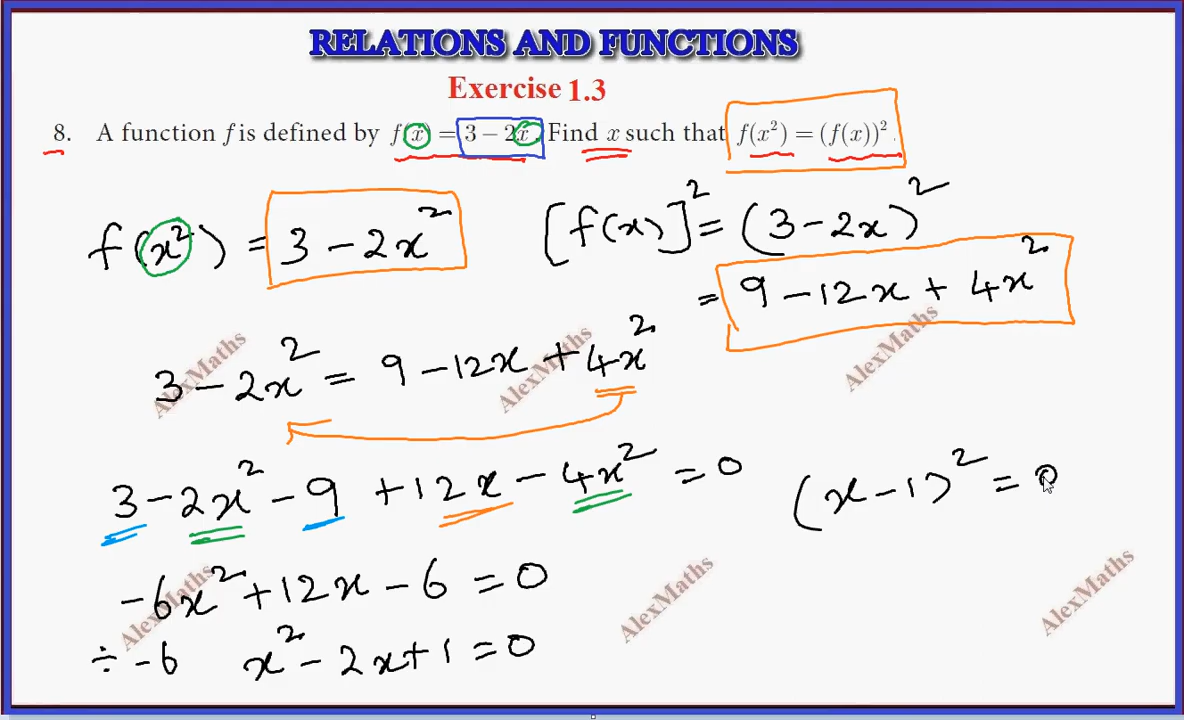 RELATIONS AND FUNCTIONS
Exercise 1.3
8. A function f is defined by f(x) = 3 – 2x. Find x such that f(x²) = (f(x))².
f(x²) = 3 – 2x²
[f(x)]² = (3 – 2x)²
= 9 – 12x + 4x²
3 – 2x² = 9 – 12x + 4x²
3 – 2x² – 9 + 12x – 4x² = 0
(x – 1)² = 0
-6x² + 12x – 6 = 0
÷ -6 x² – 2x + 1 = 0
AlexMaths
AlexMaths
AlexMaths
AlexMaths
AlexMaths
AlexMaths